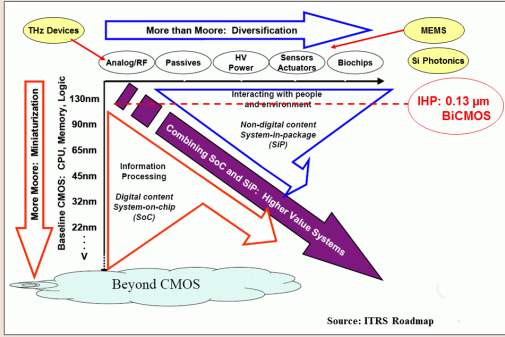 THz Devices
More than Moore: Diversification
MEMS
Analog/RF
Passives
HV
Power
Sensors
Actuators
Biochips
Si Photonics
More Moore: Miniaturization
Baseline CMOS: CPU, Memory, Logic
130nm
90nm
65nm
45nm
32nm
22nm
V
Interacting with people
and environment
Non-digital content
System-in-package
(SiP)
IHP: 0.13 µm
BiCMOS
Combining SoC and SiP: Higher Value Systems
Information
Processing
Digital content
System-on-chip
(SoC)
Beyond CMOS
Source: ITRS Roadmap